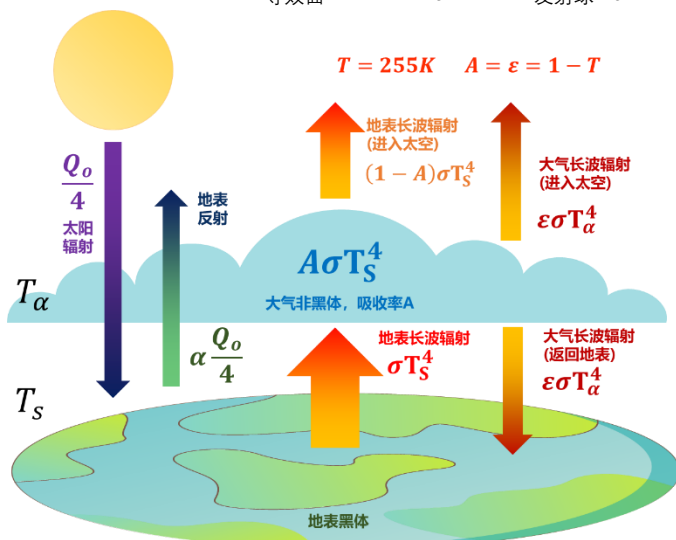 T = 255K A = ε = 1 − T
地表长波辐射
(进入太空)
(1 − A)σT_S^4
大气长波辐射
(进入太空)
εσT_α^4
Q_o/4
太阳
辐射
地表
反射
AσT_S^4
大气非黑体，吸收率A
T_α
α Q_o/4
地表长波辐射
σT_S^4
大气长波辐射
(返回地表)
εσT_α^4
T_s
地表黑体